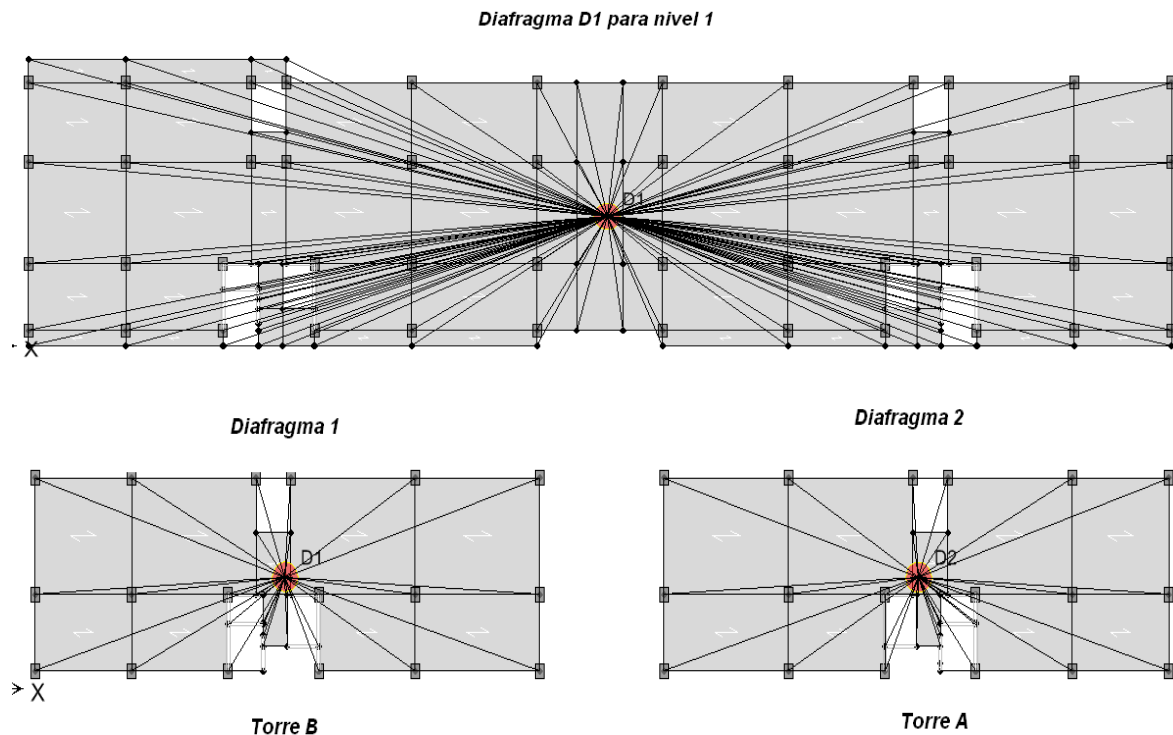 Diafragma D1 para nivel 1
D1
X
Diafragma 1
Diafragma 2
D1
D2
X
Torre B
Torre A